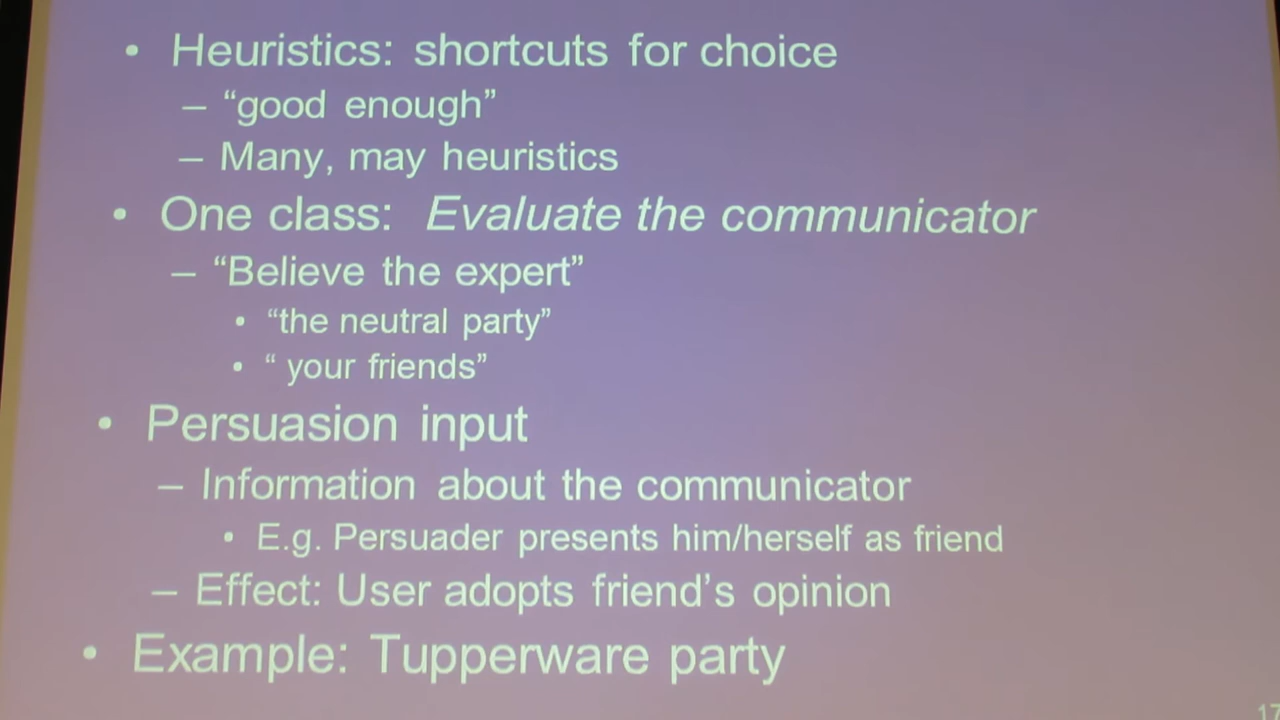 • Heuristics: shortcuts for choice
– “good enough”
– Many, may heuristics
• One class: Evaluate the communicator
– “Believe the expert”
• “the neutral party”
• “ your friends”
• Persuasion input
– Information about the communicator
• E.g. Persuader presents him/herself as friend
– Effect: User adopts friend’s opinion
• Example: Tupperware party
17